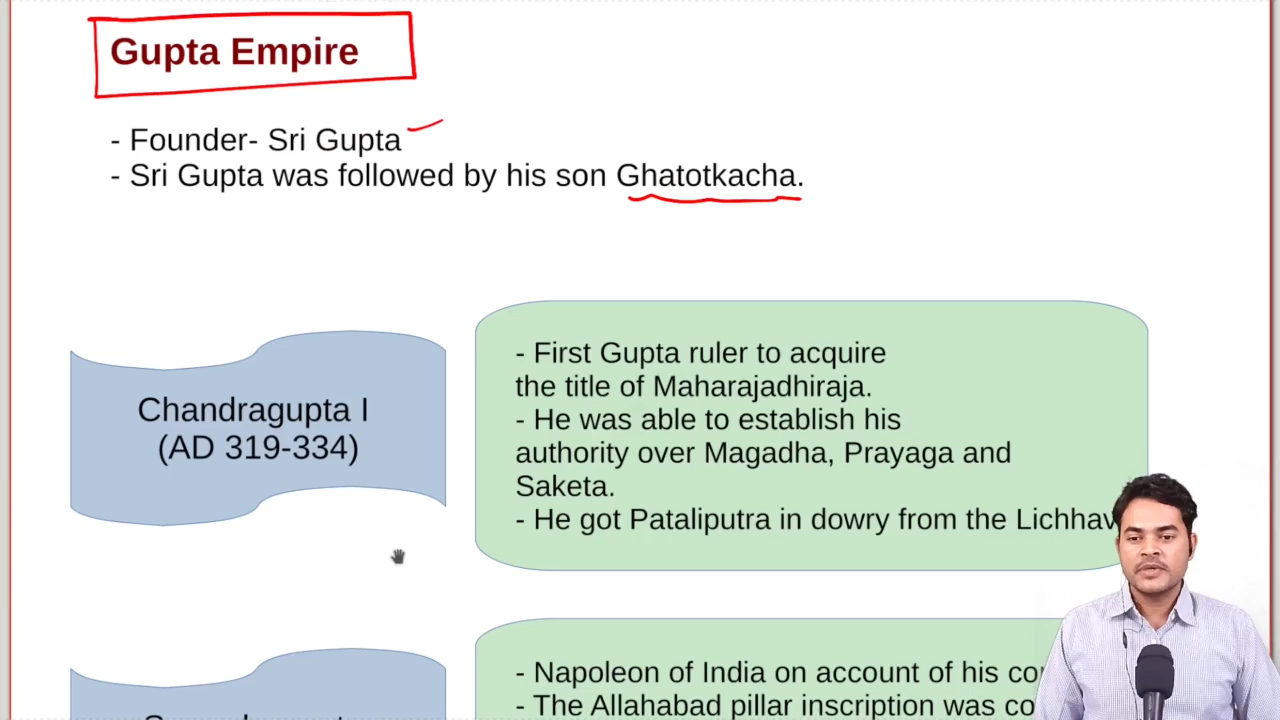 Gupta Empire
- Founder- Sri Gupta
- Sri Gupta was followed by his son Ghatotkacha.
Chandragupta I
(AD 319-334)
- First Gupta ruler to acquire
the title of Maharajadhiraja.
- He was able to establish his
authority over Magadha, Prayaga and
Saketa.
- He got Pataliputra in dowry from the
- Napoleon of India on account of his
- The Allahabad pillar inscription was